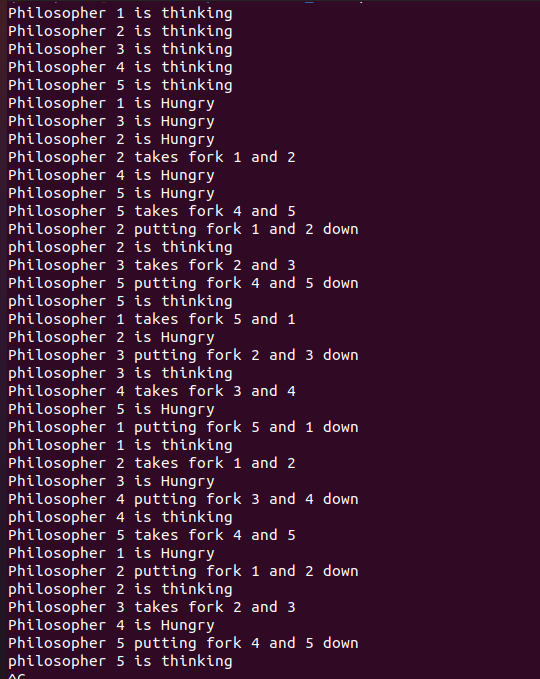 Philosopher 1 is thinking
Philosopher 2 is thinking
Philosopher 3 is thinking
Philosopher 4 is thinking
Philosopher 5 is thinking
Philosopher 1 is Hungry
Philosopher 3 is Hungry
Philosopher 2 is Hungry
Philosopher 2 takes fork 1 and 2
Philosopher 4 is Hungry
Philosopher 5 is Hungry
Philosopher 5 takes fork 4 and 5
Philosopher 2 putting fork 1 and 2 down
philosopher 2 is thinking
Philosopher 3 takes fork 2 and 3
Philosopher 5 putting fork 4 and 5 down
philosopher 5 is thinking
Philosopher 1 takes fork 5 and 1
Philosopher 2 is Hungry
Philosopher 3 putting fork 2 and 3 down
philosopher 3 is thinking
Philosopher 4 takes fork 3 and 4
Philosopher 5 is Hungry
Philosopher 1 putting fork 5 and 1 down
philosopher 1 is thinking
Philosopher 2 takes fork 1 and 2
Philosopher 3 is Hungry
Philosopher 4 putting fork 3 and 4 down
philosopher 4 is thinking
Philosopher 5 takes fork 4 and 5
Philosopher 1 is Hungry
Philosopher 2 putting fork 1 and 2 down
philosopher 2 is thinking
Philosopher 3 takes fork 2 and 3
Philosopher 4 is Hungry
Philosopher 5 putting fork 4 and 5 down
philosopher 5 is thinking
^C